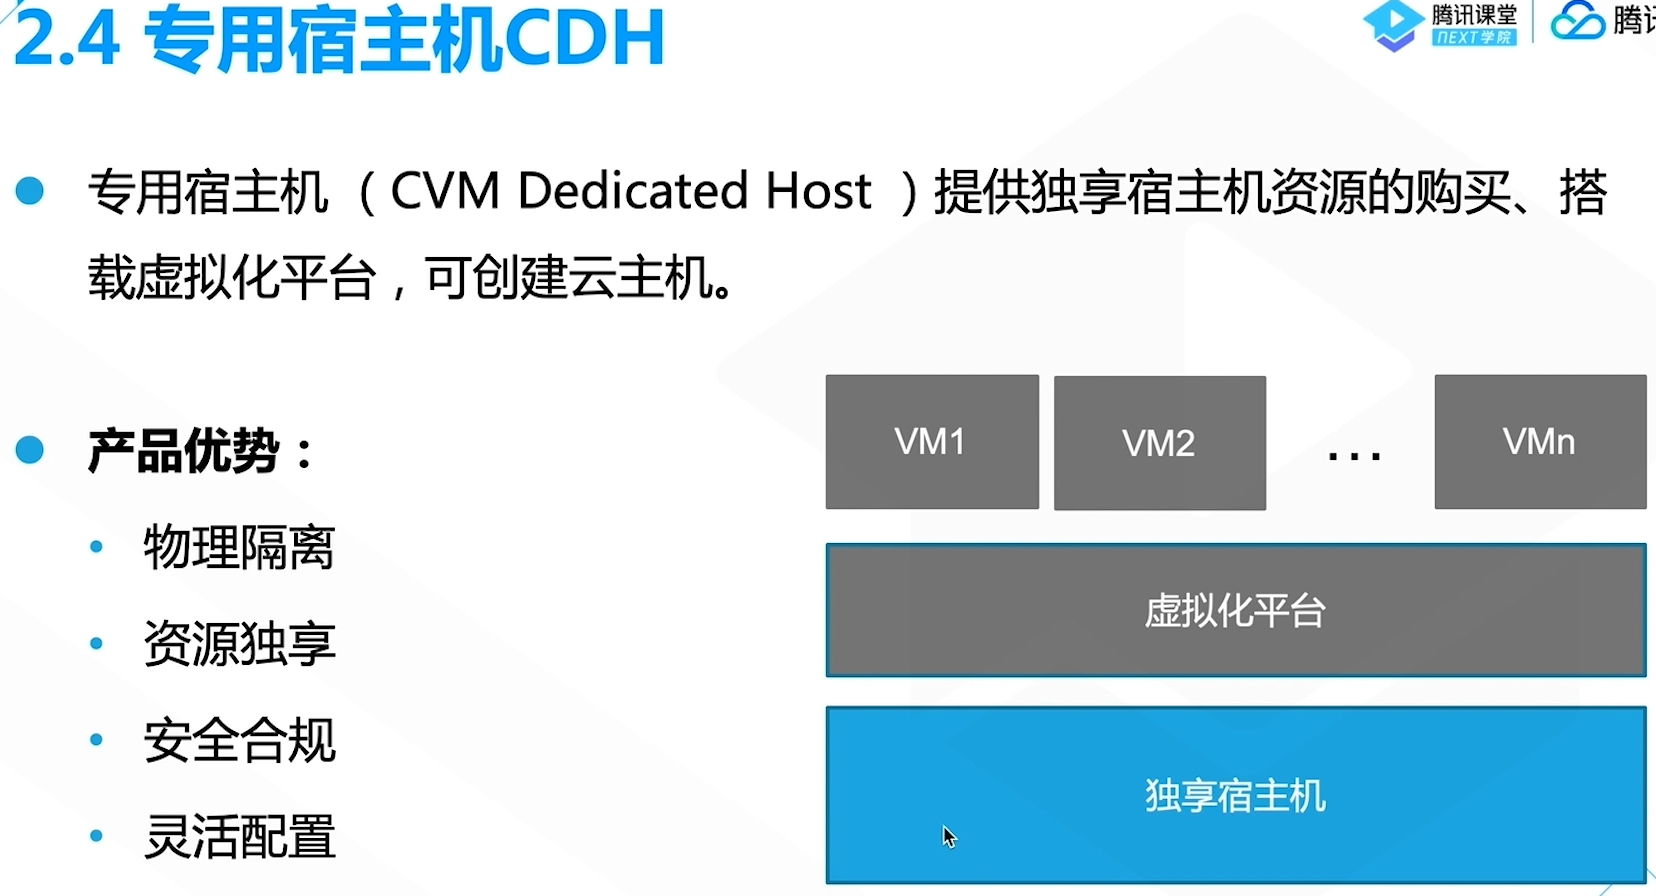 2.4 专用宿主机CDH
腾讯课堂
NEXT学院
腾讯
专用宿主机（CVM Dedicated Host ）提供独享宿主机资源的购买、搭
载虚拟化平台，可创建云主机。
产品优势：
物理隔离
资源独享
安全合规
灵活配置
VM1
VM2
...
VMn
虚拟化平台
独享宿主机